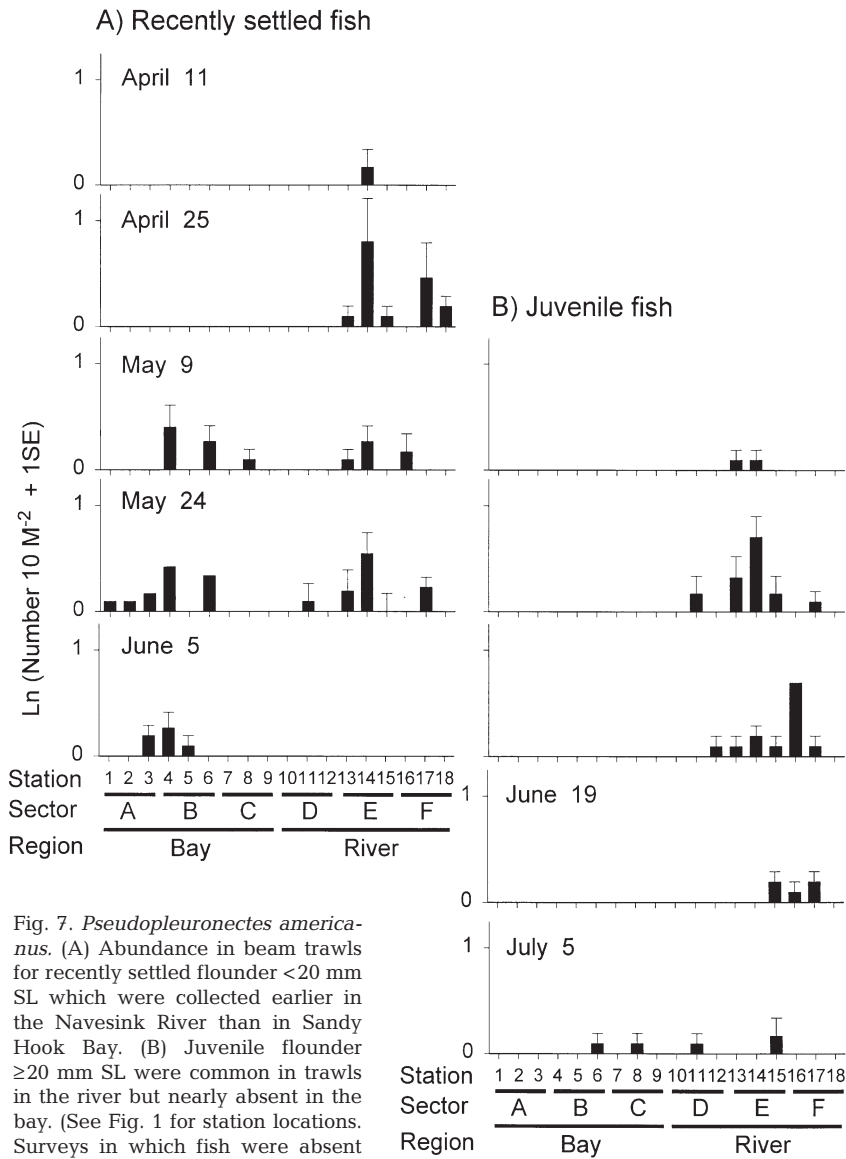 A) Recently settled fish
1
April 11
0
1
April 25
0
1
May 9
0
1
May 24
0
1
June 5
0
Ln (Number 10 M-2 + 1SE)
Station 1 2 3 4 5 6 7 8 9 10 11 12 13 14 15 16 17 18
Sector A B C D E F
Region Bay River
B) Juvenile fish
1
June 19
0
1
July 5
0
Station 1 2 3 4 5 6 7 8 9 10 11 12 13 14 15 16 17 18
Sector A B C D E F
Region Bay River
Fig. 7. Pseudopleuronectes america-
nus. (A) Abundance in beam trawls
for recently settled flounder <20 mm
SL which were collected earlier in
the Navesink River than in Sandy
Hook Bay. (B) Juvenile flounder
≥20 mm SL were common in trawls
in the river but nearly absent in the
bay. (See Fig. 1 for station locations.
Surveys in which fish were absent